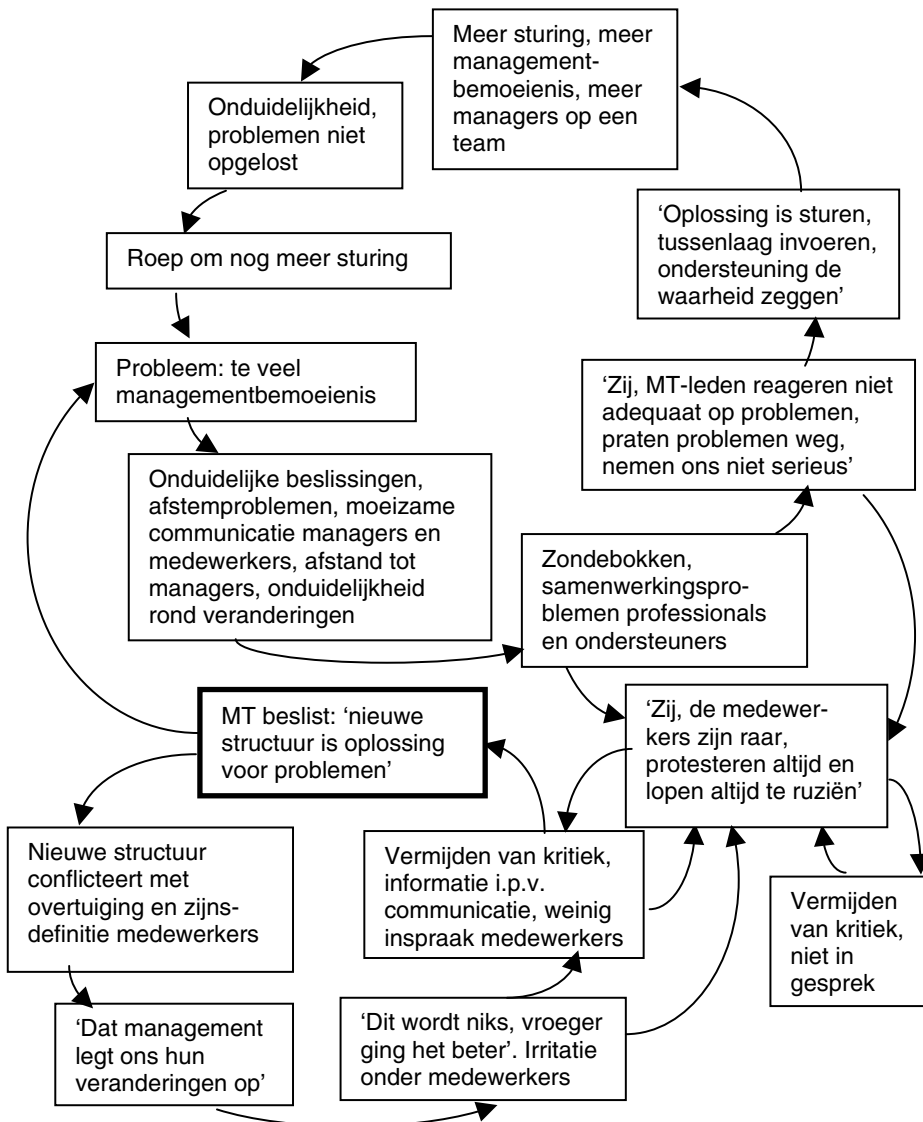 Meer sturing, meer
management-
bemoeienis, meer
managers op een
team
Onduidelijkheid,
problemen niet
opgelost
‘Oplossing is sturen,
tussenlaag invoeren,
ondersteuning de
waarheid zeggen’
Roep om nog meer sturing
Probleem: te veel
managementbemoeienis
‘Zij, MT-leden reageren niet
adequaat op problemen,
praten problemen weg,
nemen ons niet serieus’
Onduidelijke beslissingen,
afstemproblemen, moeizame
communicatie managers en
medewerkers, afstand tot
managers, onduidelijkheid
rond veranderingen
Zondebokken,
samenwerkingspro-
blemen professionals
en ondersteuners
MT beslist: ‘nieuwe
structuur is oplossing
voor problemen’
‘Zij, de medewer-
kers zijn raar,
protesteren altijd en
lopen altijd te ruziën’
Nieuwe structuur
conflicteert met
overtuiging en zijns-
definitie medewerkers
Vermijden van kritiek,
informatie i.p.v.
communicatie, weinig
inspraak medewerkers
Vermijden
van kritiek,
niet in
gesprek
‘Dat management
legt ons hun
veranderingen op’
‘Dit wordt niks, vroeger
ging het beter’. Irritatie
onder medewerkers